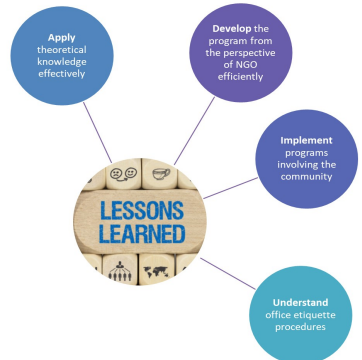 Apply
theoretical
knowledge
effectively
Develop the
program from
the perspective
of NGO
efficiently
Implement
programs
involving the
community
LESSONS
LEARNED
Understand
office etiquette
procedures